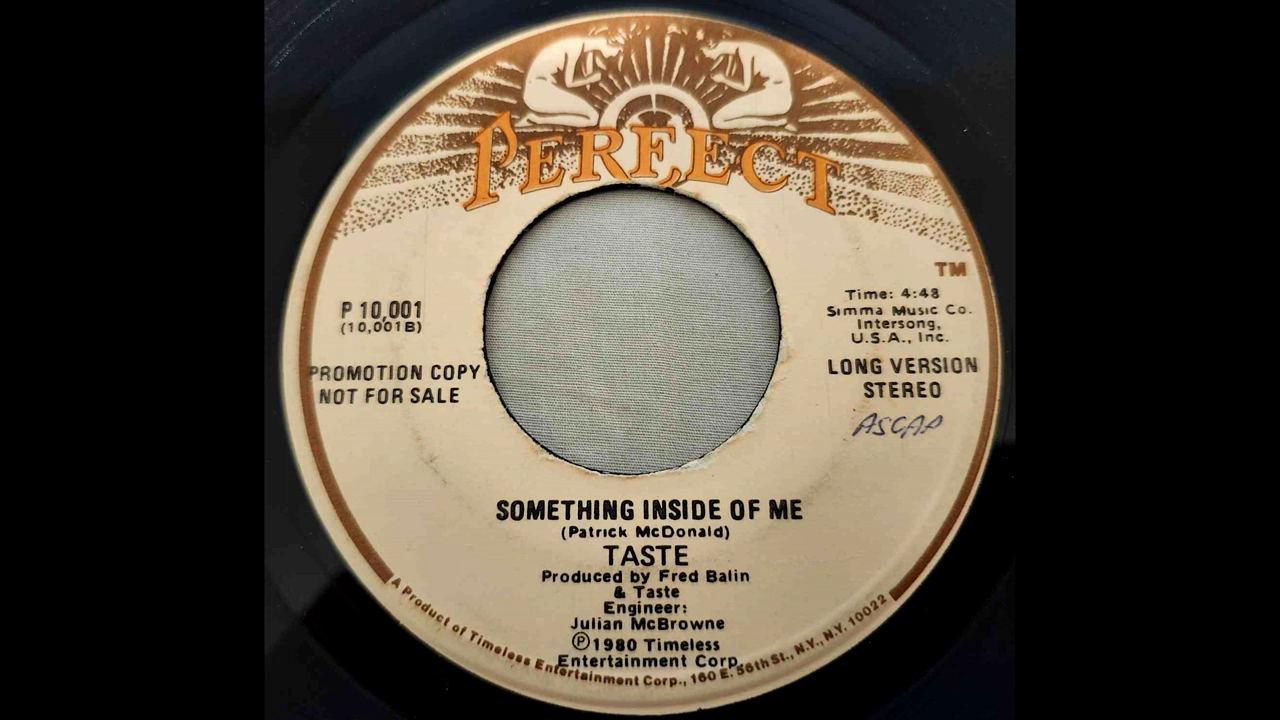 PERFECT
TM
P 10,001
(10,001B)
PROMOTION COPY
NOT FOR SALE
Time: 4:48
Simma Music Co.
Intersong,
U.S.A., Inc.
LONG VERSION
STEREO
ASCAP
SOMETHING INSIDE OF ME
(Patrick McDonald)
TASTE
Produced by Fred Balin
& Taste
Engineer:
Julian McBrowne
Ⓟ1980 Timeless
Entertainment Corp.
A Product of Timeless Entertainment Corp., 160 E. 56th St., N.Y., N.Y. 10022